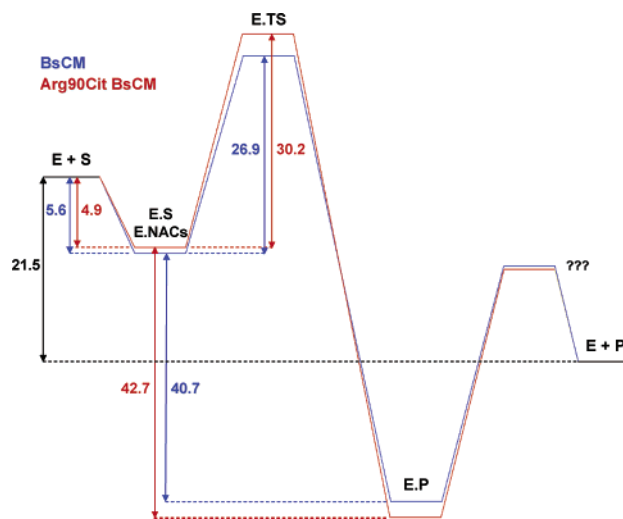 E.TS
BsCM
Arg90Cit BsCM
26.9
30.2
E + S
5.6
4.9
E.S
E.NACs
21.5
???
E + P
42.7
40.7
E.P